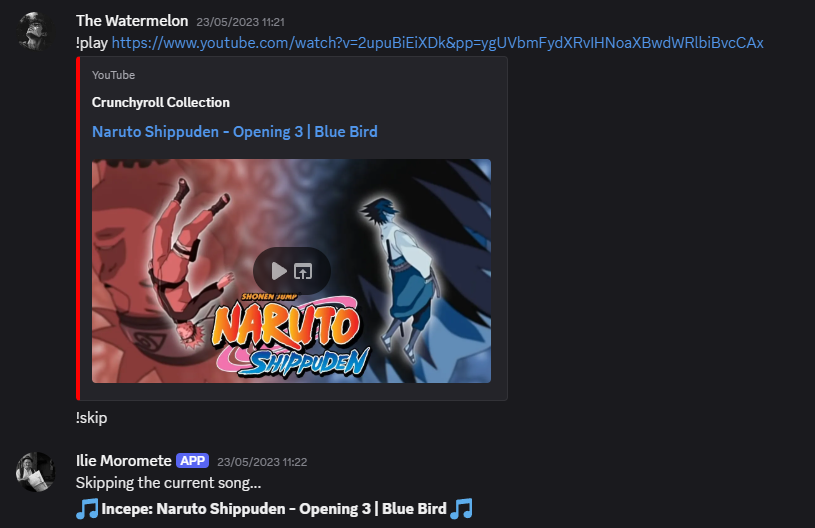 The Watermelon 23/05/2023 11:21
!play https://www.youtube.com/watch?v=2upuBiEiXDk&pp=ygUVbmFydXRvIHNoaXBwdWRlbiBvcCAz
YouTube
Crunchyroll Collection
Naruto Shippuden - Opening 3 | Blue Bird
SHONEN JUMP
NARUTO
SHIPPUDEN
!skip
Ilie Moromete APP 23/05/2023 11:22
Skipping the current song...
🎵 Incepe: Naruto Shippuden - Opening 3 | Blue Bird 🎵